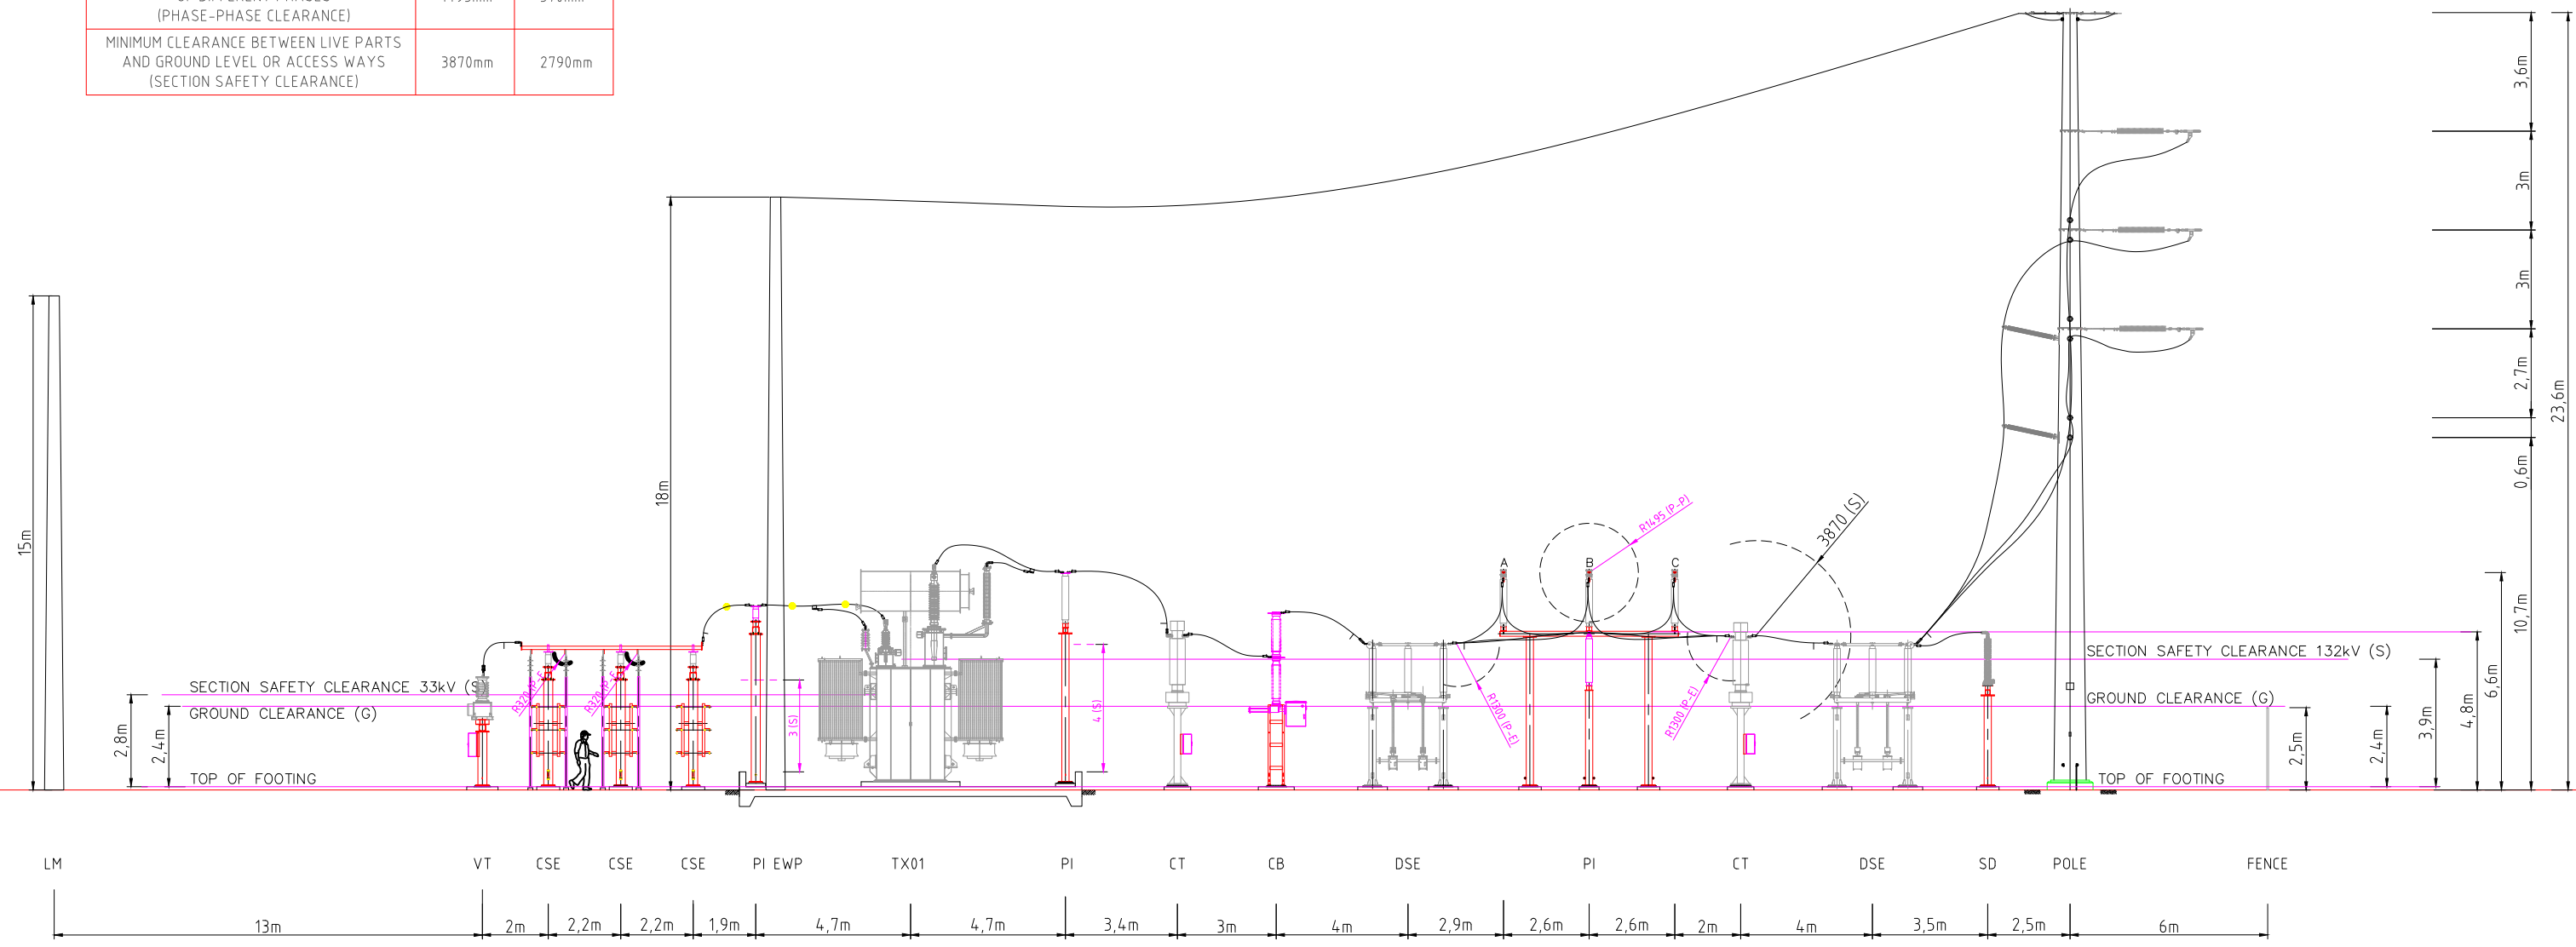 (PHASE-PHASE CLEARANCE)
MINIMUM CLEARANCE BETWEEN LIVE PARTS
AND GROUND LEVEL OR ACCESS WAYS
(SECTION SAFETY CLEARANCE)
3870mm
2790mm
3,6m
3m
3m
2,7m
0,6m
23,6m
15m
18m
R1495 (P-P)
3870 (S)
A
B
C
10,7m
6,6m
4,8m
3,9m
2,4m
2,5m
SECTION SAFETY CLEARANCE 132kV (S)
GROUND CLEARANCE (G)
TOP OF FOOTING
SECTION SAFETY CLEARANCE 33kV (S)
GROUND CLEARANCE (G)
TOP OF FOOTING
2,8m
2,4m
R320 (P-E)
R320 (P-E)
3 (S)
4 (S)
R1300 (P-E)
R1300 (P-E)
LM VT CSE CSE CSE PI EWP TX01 PI CT CB DSE PI CT DSE SD POLE FENCE
13m 2m 2,2m 2,2m 1,9m 4,7m 4,7m 3,4m 3m 4m 2,9m 2,6m 2,6m 2m 4m 3,5m 2,5m 6m